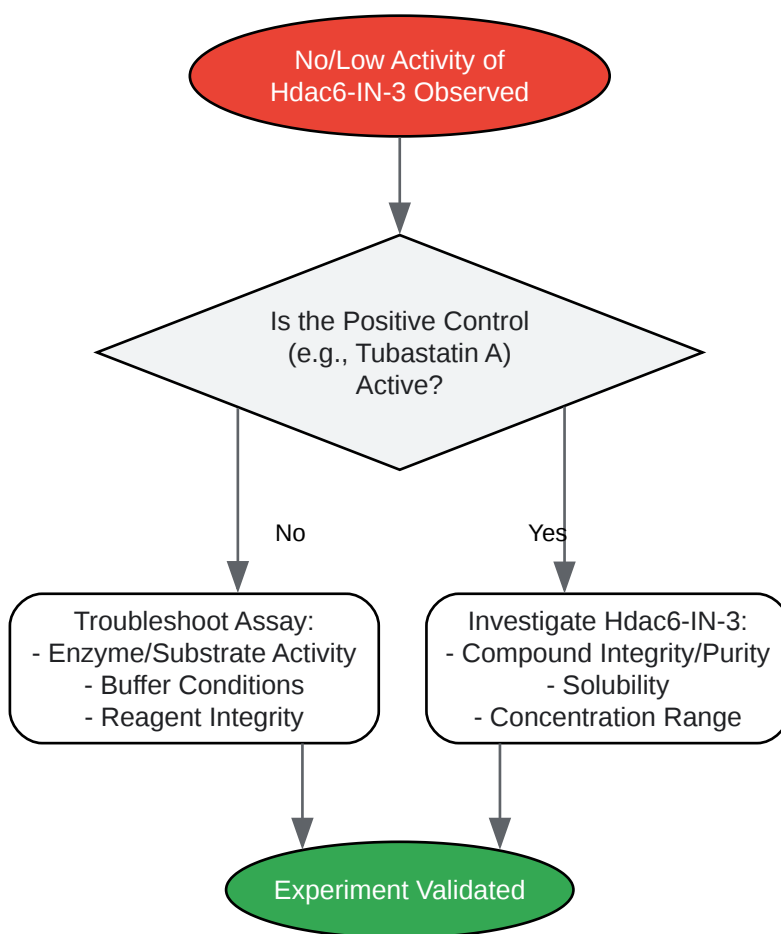 No/Low Activity of
Hdac6-IN-3 Observed
Is the Positive Control
(e.g., Tubastatin A)
Active?
No
Yes
Troubleshoot Assay:
- Enzyme/Substrate Activity
- Buffer Conditions
- Reagent Integrity
Investigate Hdac6-IN-3:
- Compound Integrity/Purity
- Solubility
- Concentration Range
Experiment Validated